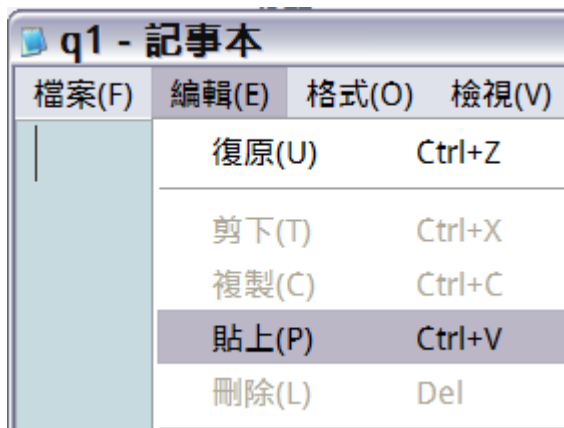 q1 - 記事本
檔案(F) 編輯(E) 格式(O) 檢視(V)
復原(U) Ctrl+Z
剪下(T) Ctrl+X
複製(C) Ctrl+C
貼上(P) Ctrl+V
刪除(L) Del